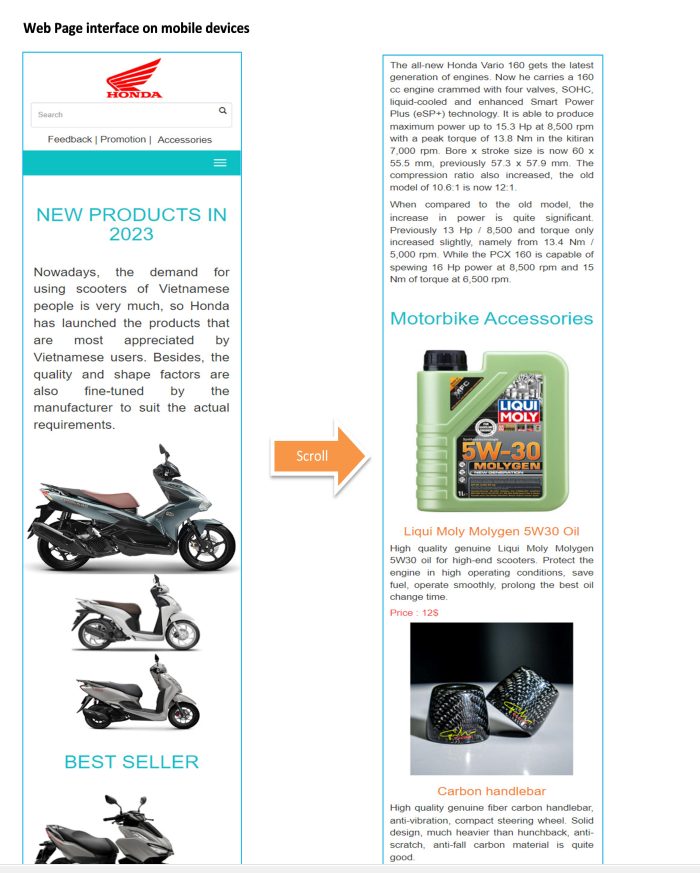 Web Page interface on mobile devices
HONDA
Search
Feedback | Promotion | Accessories
NEW PRODUCTS IN
2023
Nowadays, the demand for
using scooters of Vietnamese
people is very much, so Honda
has launched the products that
are most appreciated by
Vietnamese users. Besides, the
quality and shape factors are
also fine-tuned by the
manufacturer to suit the actual
requirements.
BEST SELLER
Scroll
The all-new Honda Vario 160 gets the latest
generation of engines. Now he carries a 160
cc engine crammed with four valves, SOHC,
liquid-cooled and enhanced Smart Power
Plus (eSP+) technology. It is able to produce
maximum power up to 15.3 Hp at 8,500 rpm
with a peak torque of 13.8 Nm in the kitiran
7,000 rpm. Bore x stroke size is now 60 x
55.5 mm, previously 57.3 x 57.9 mm. The
compression ratio also increased, the old
model of 10.6:1 is now 12:1.
When compared to the old model, the
increase in power is quite significant.
Previously 13 Hp / 8,500 and torque only
increased slightly, namely from 13.4 Nm /
5,000 rpm. While the PCX 160 is capable of
spewing 16 Hp power at 8,500 rpm and 15
Nm of torque at 6,500 rpm.
Motorbike Accessories
MFC
LIQUI
MOLY
5W-30
MOLYGEN
NEW GENERATION
1L
Liqui Moly Molygen 5W30 Oil
High quality genuine Liqui Moly Molygen
5W30 oil for high-end scooters. Protect the
engine in high operating conditions, save
fuel, operate smoothly, prolong the best oil
change time.
Price : 12$
Carbon handlebar
High quality genuine fiber carbon handlebar,
anti-vibration, compact steering wheel. Solid
design, much heavier than hunchback, anti-
scratch, anti-fall carbon material is quite
good.